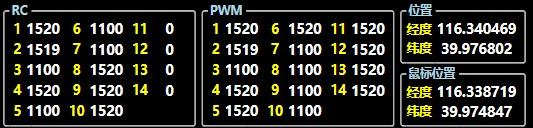 RC PWM 位置
1 1520 6 1100 11 0 1 1520 6 1520 11 1100 经度 116.340469
2 1519 7 1100 12 0 2 1519 7 1100 12 1520 纬度 39.976802
3 1100 8 1520 13 0 3 1100 8 1100 13 1520 鼠标位置
4 1520 9 1520 14 0 4 1520 9 1100 14 1520 经度 116.338719
5 1100 10 1520 5 1520 10 1100 纬度 39.974847